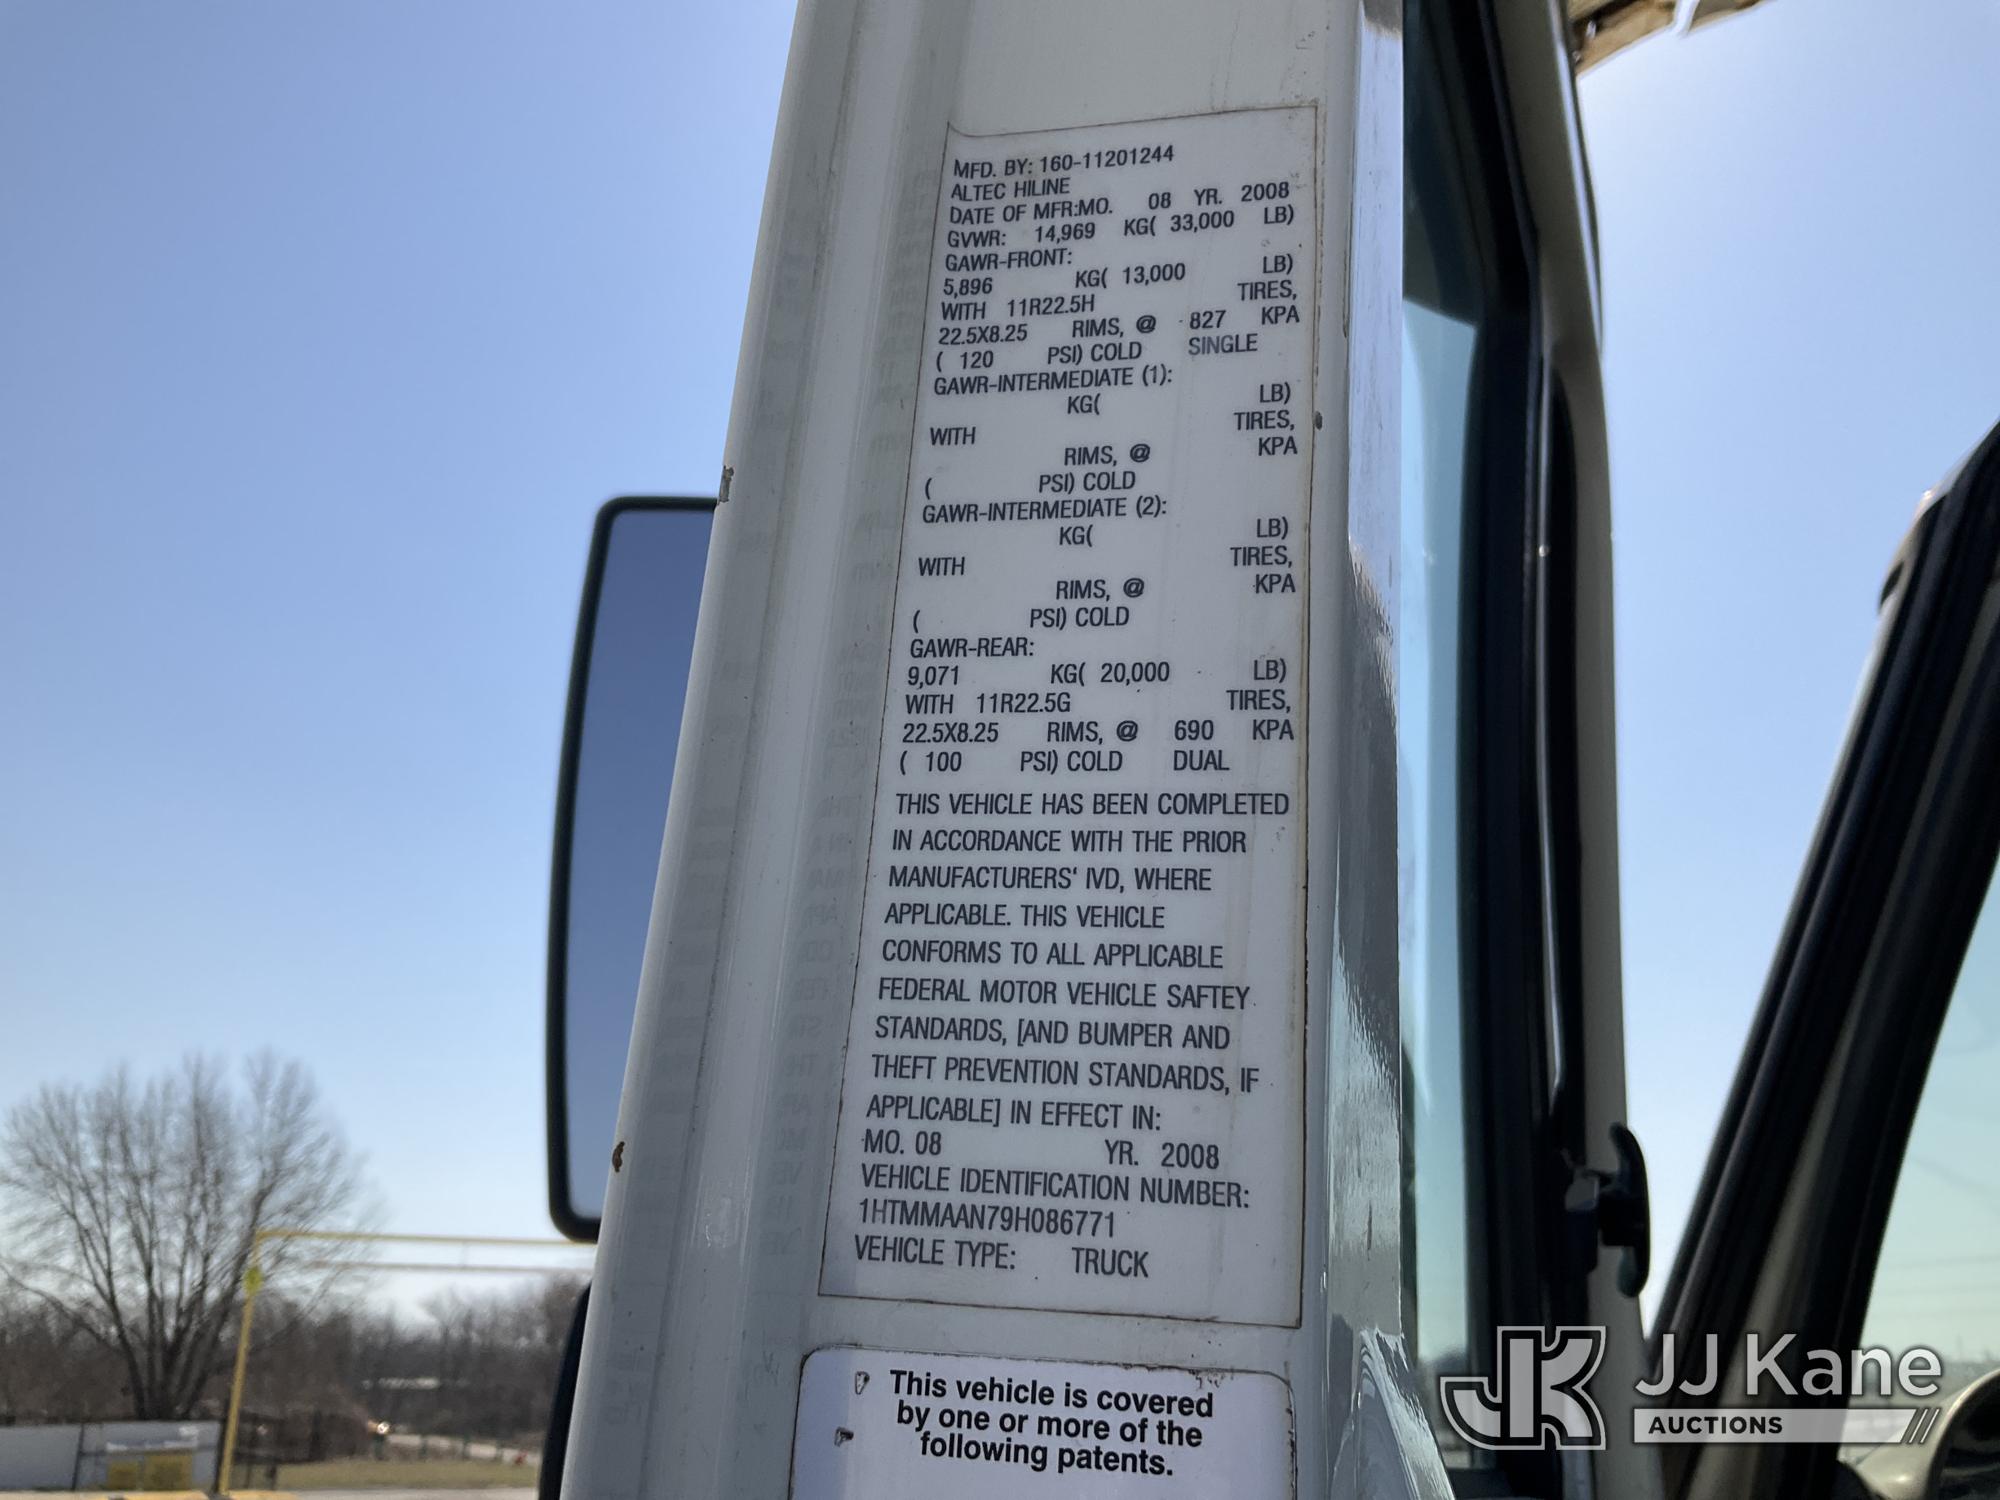 MFD. BY: 160-11201244
ALTEC HILINE
DATE OF MFR:MO. 08 YR. 2008
GVWR: 14,969 KG( 33,000 LB)
GAWR-FRONT:
5,896 KG( 13,000 LB)
WITH 11R22.5H TIRES,
22.5X8.25 RIMS, @ 827 KPA
( 120 PSI) COLD SINGLE
GAWR-INTERMEDIATE (1):
KG( LB)
WITH TIRES,
RIMS, @ KPA
( PSI) COLD
GAWR-INTERMEDIATE (2):
KG( LB)
WITH TIRES,
RIMS, @ KPA
( PSI) COLD
GAWR-REAR:
9,071 KG( 20,000 LB)
WITH 11R22.5G TIRES,
22.5X8.25 RIMS, @ 690 KPA
( 100 PSI) COLD DUAL
THIS VEHICLE HAS BEEN COMPLETED
IN ACCORDANCE WITH THE PRIOR
MANUFACTURERS' IVD, WHERE
APPLICABLE. THIS VEHICLE
CONFORMS TO ALL APPLICABLE
FEDERAL MOTOR VEHICLE SAFTEY
STANDARDS, [AND BUMPER AND
THEFT PREVENTION STANDARDS, IF
APPLICABLE] IN EFFECT IN:
MO. 08 YR. 2008
VEHICLE IDENTIFICATION NUMBER:
1HTMMAAN79H086771
VEHICLE TYPE: TRUCK
This vehicle is covered
by one or more of the
following patents.
JK
JJ Kane
AUCTIONS